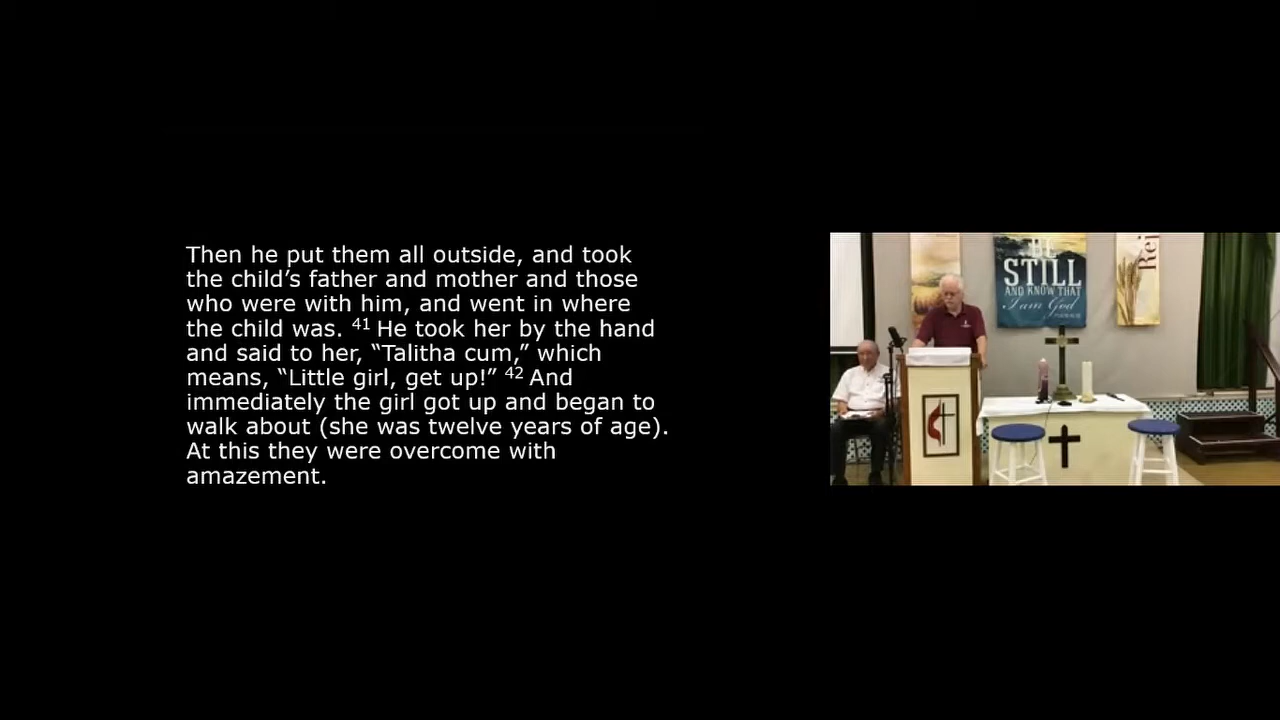 Then he put them all outside, and took
the child’s father and mother and those
who were with him, and went in where
the child was. 41 He took her by the hand
and said to her, “Talitha cum,” which
means, “Little girl, get up!” 42 And
immediately the girl got up and began to
walk about (she was twelve years of age).
At this they were overcome with
amazement.
BE
STILL
AND KNOW THAT
I am God
Rej